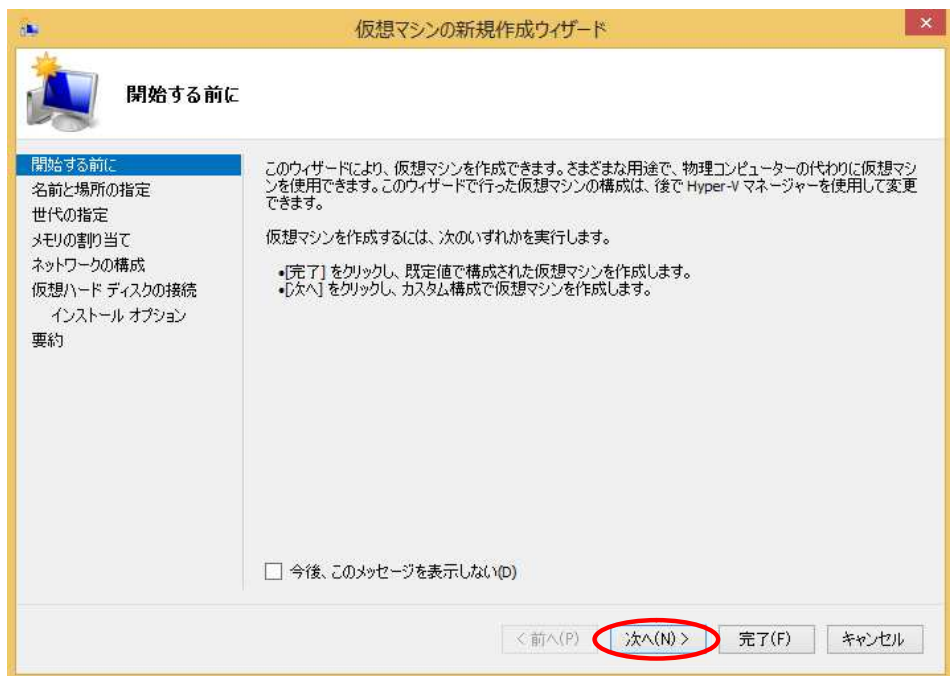 仮想マシンの新規作成ウィザード
開始する前に
開始する前に
名前と場所の指定
世代の指定
メモリの割り当て
ネットワークの構成
仮想ハード ディスクの接続
インストール オプション
要約
このウィザードにより、仮想マシンを作成できます。さまざまな用途で、物理コンピューターの代わりに仮想マシ
ンを使用できます。このウィザードで行った仮想マシンの構成は、後で Hyper-V マネージャーを使用して変更
できます。
仮想マシンを作成するには、次のいずれかを実行します。
•[完了] をクリックし、既定値で構成された仮想マシンを作成します。
•[次へ] をクリックし、カスタム構成で仮想マシンを作成します。
今後、このメッセージを表示しない(D)
< 前へ(P)
次へ(N) >
完了(F)
キャンセル